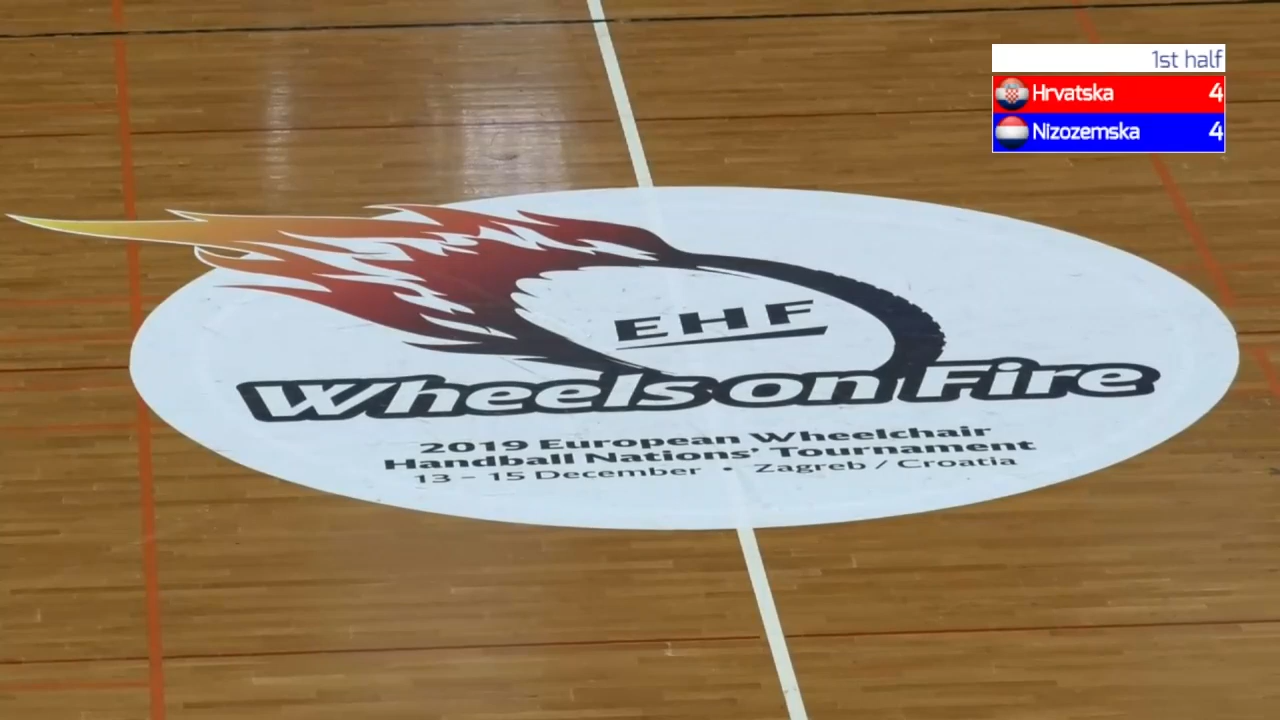 1st half
Hrvatska 4
Nizozemska 4
EHF
Wheels on Fire
2019 European Wheelchair
Handball Nations' Tournament
13 - 15 December • Zagreb / Croatia